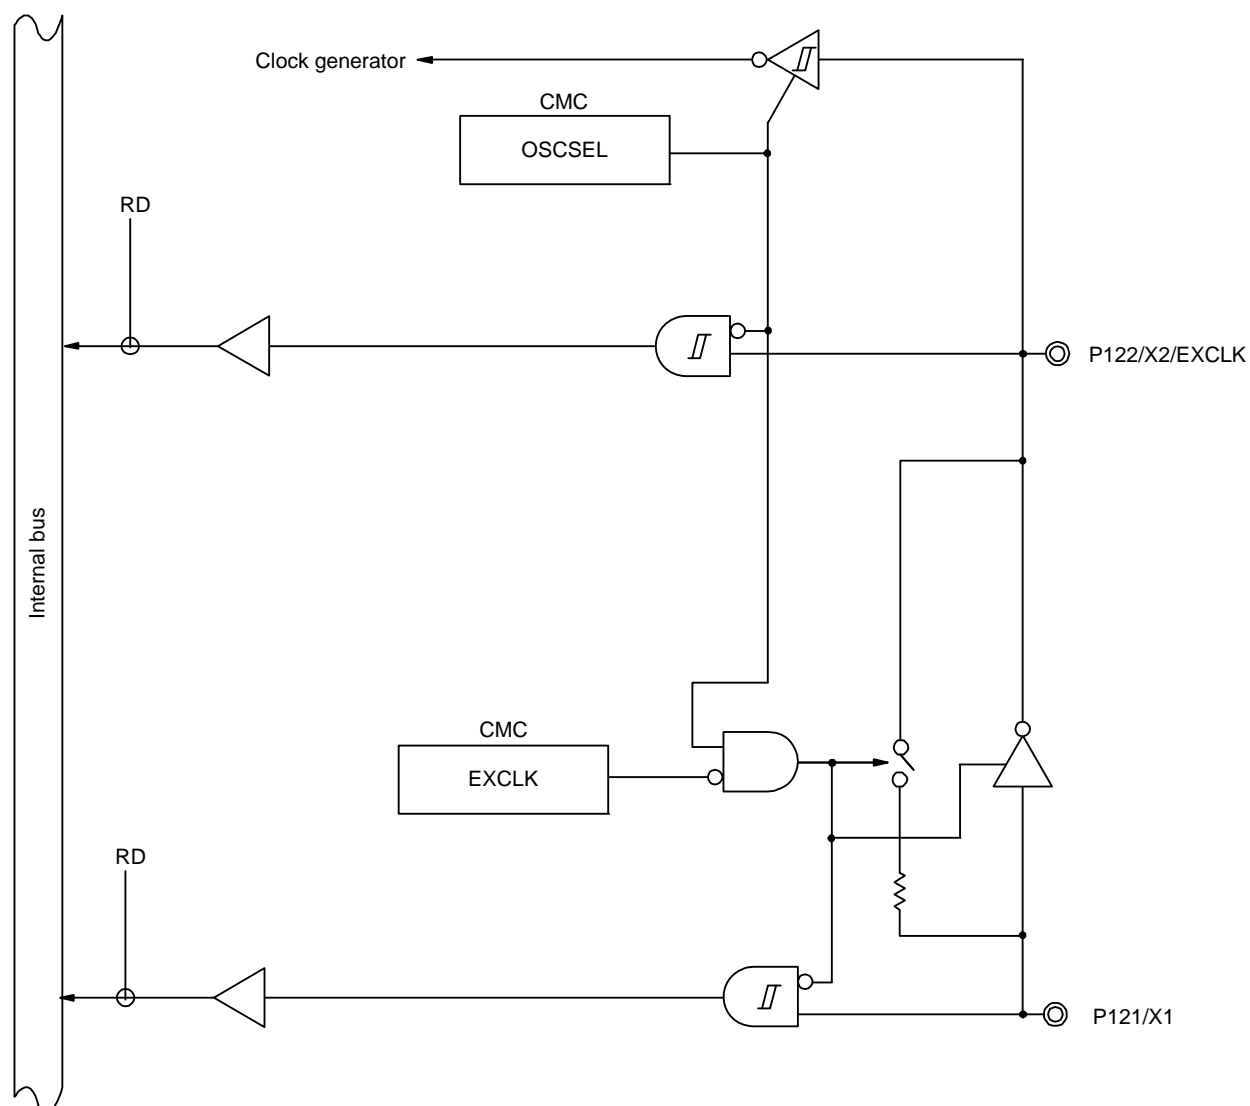 Clock generator
CMC
OSCSEL
RD
P122/X2/EXCLK
Internal bus
CMC
EXCLK
RD
P121/X1